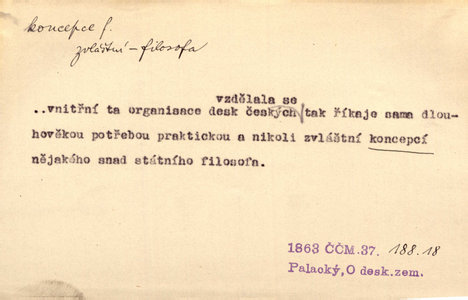 koncepce f.
zvláštní – filosofa
vzdělala se
..vnitřní ta organisace desk českých/tak říkaje sama dlou-
hověkou potřebou praktickou a nikoli zvláštní koncepcí
nějakého snad státního filosofa.
1863 ČČM.37. 188.18
Palacký,O desk.zem.